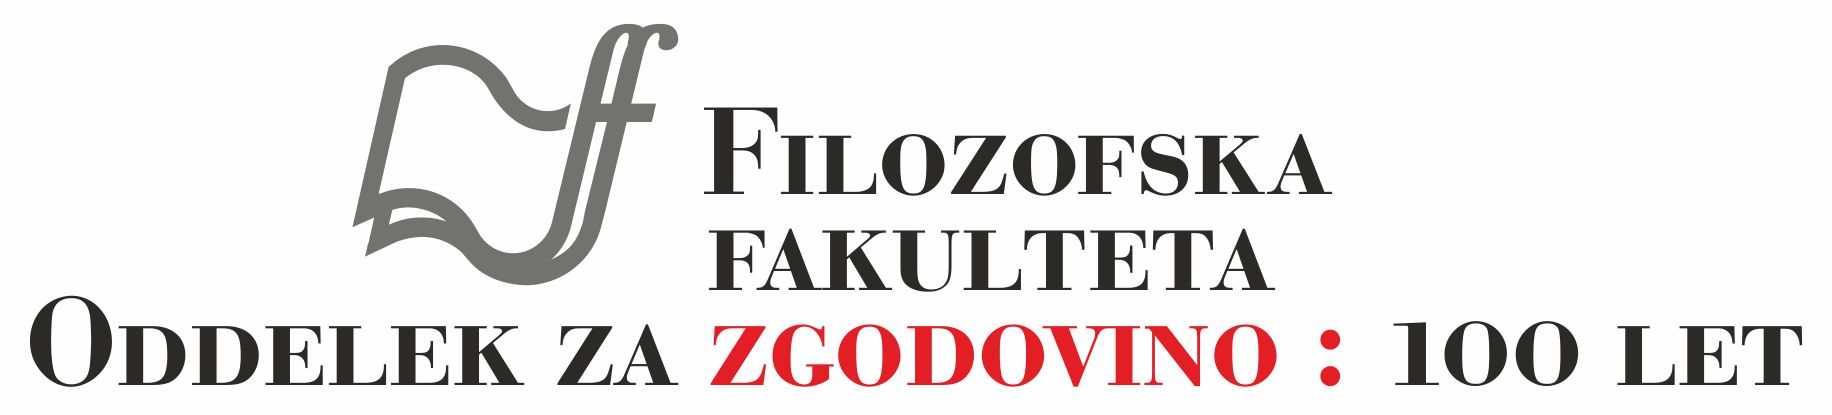 Filozofska
fakulteta
Oddelek za zgodovino : 100 let